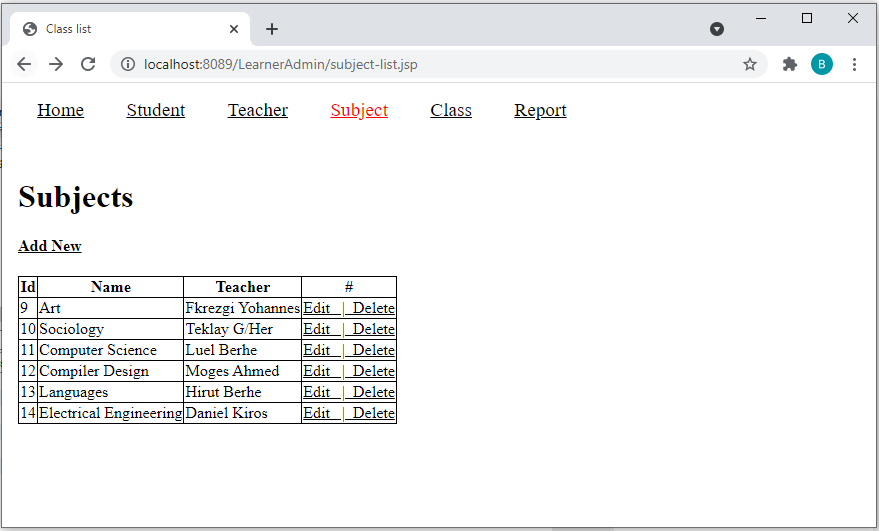 Class list
localhost:8089/LearnerAdmin/subject-list.jsp
B
Home Student Teacher Subject Class Report
Subjects
Add New
Id Name Teacher #
9 Art Fkrezgi Yohannes Edit | Delete
10 Sociology Teklay G/Her Edit | Delete
11 Computer Science Luel Berhe Edit | Delete
12 Compiler Design Moges Ahmed Edit | Delete
13 Languages Hirut Berhe Edit | Delete
14 Electrical Engineering Daniel Kiros Edit | Delete